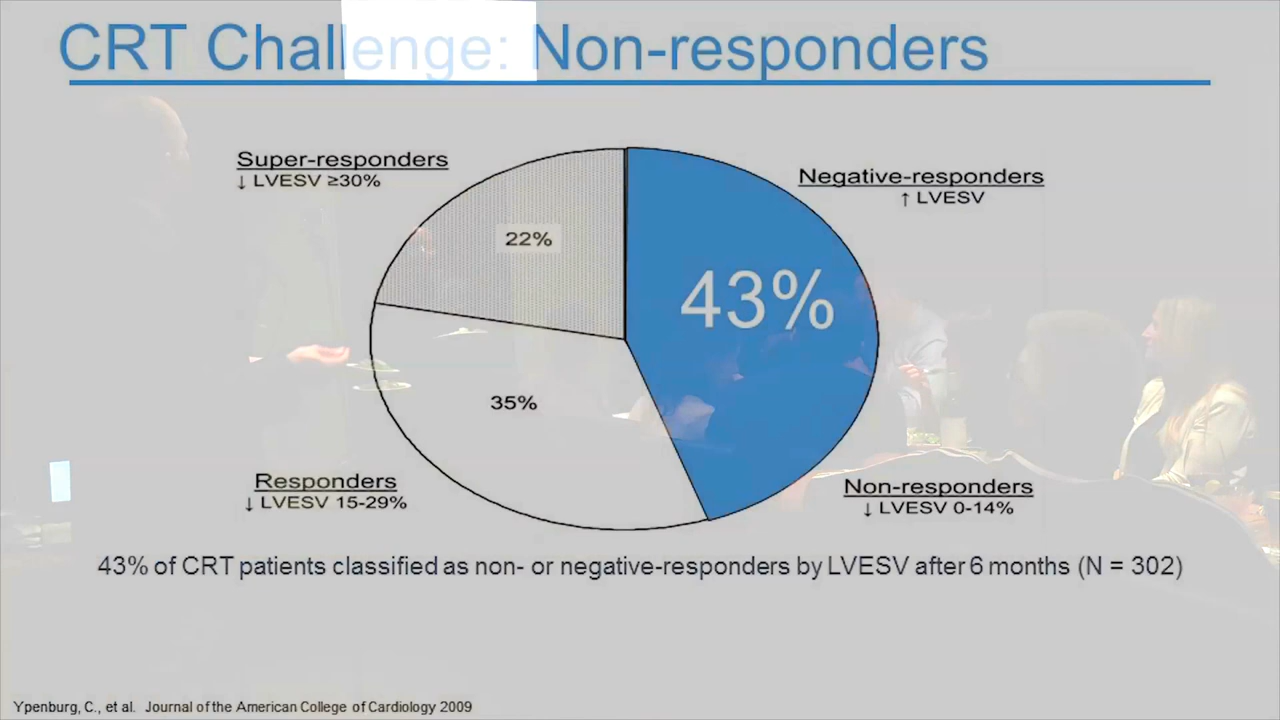 CRT Challenge: Non-responders
Super-responders
↓ LVESV ≥30%
Negative-responders
↑ LVESV
22%
43%
35%
Responders
↓ LVESV 15-29%
Non-responders
↓ LVESV 0-14%
43% of CRT patients classified as non- or negative-responders by LVESV after 6 months (N = 302)
Ypenburg, C., et al. Journal of the American College of Cardiology 2009